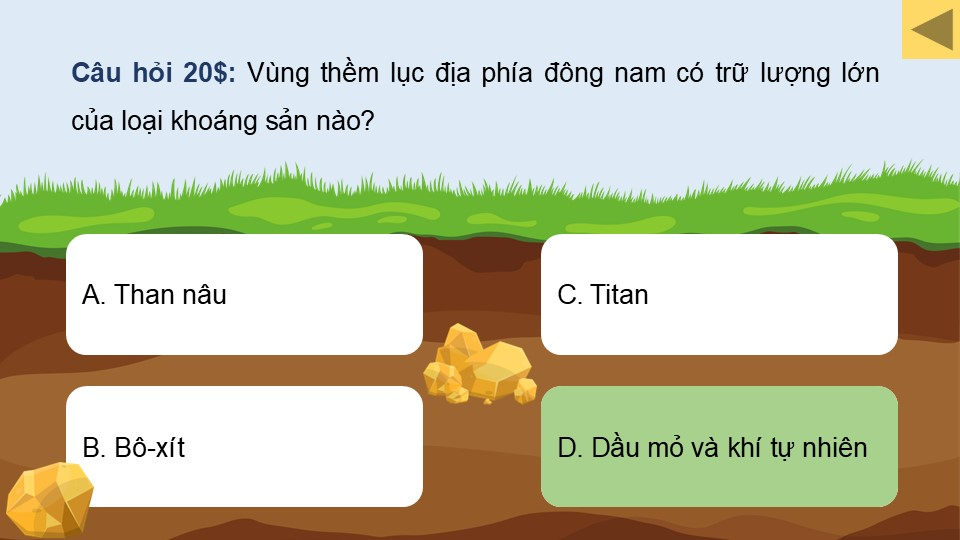 Câu hỏi 20$: Vùng thềm lục địa phía đông nam có trữ lượng lớn
của loại khoáng sản nào?
A. Than nâu
C. Titan
B. Bô-xít
D. Dầu mỏ và khí tự nhiên